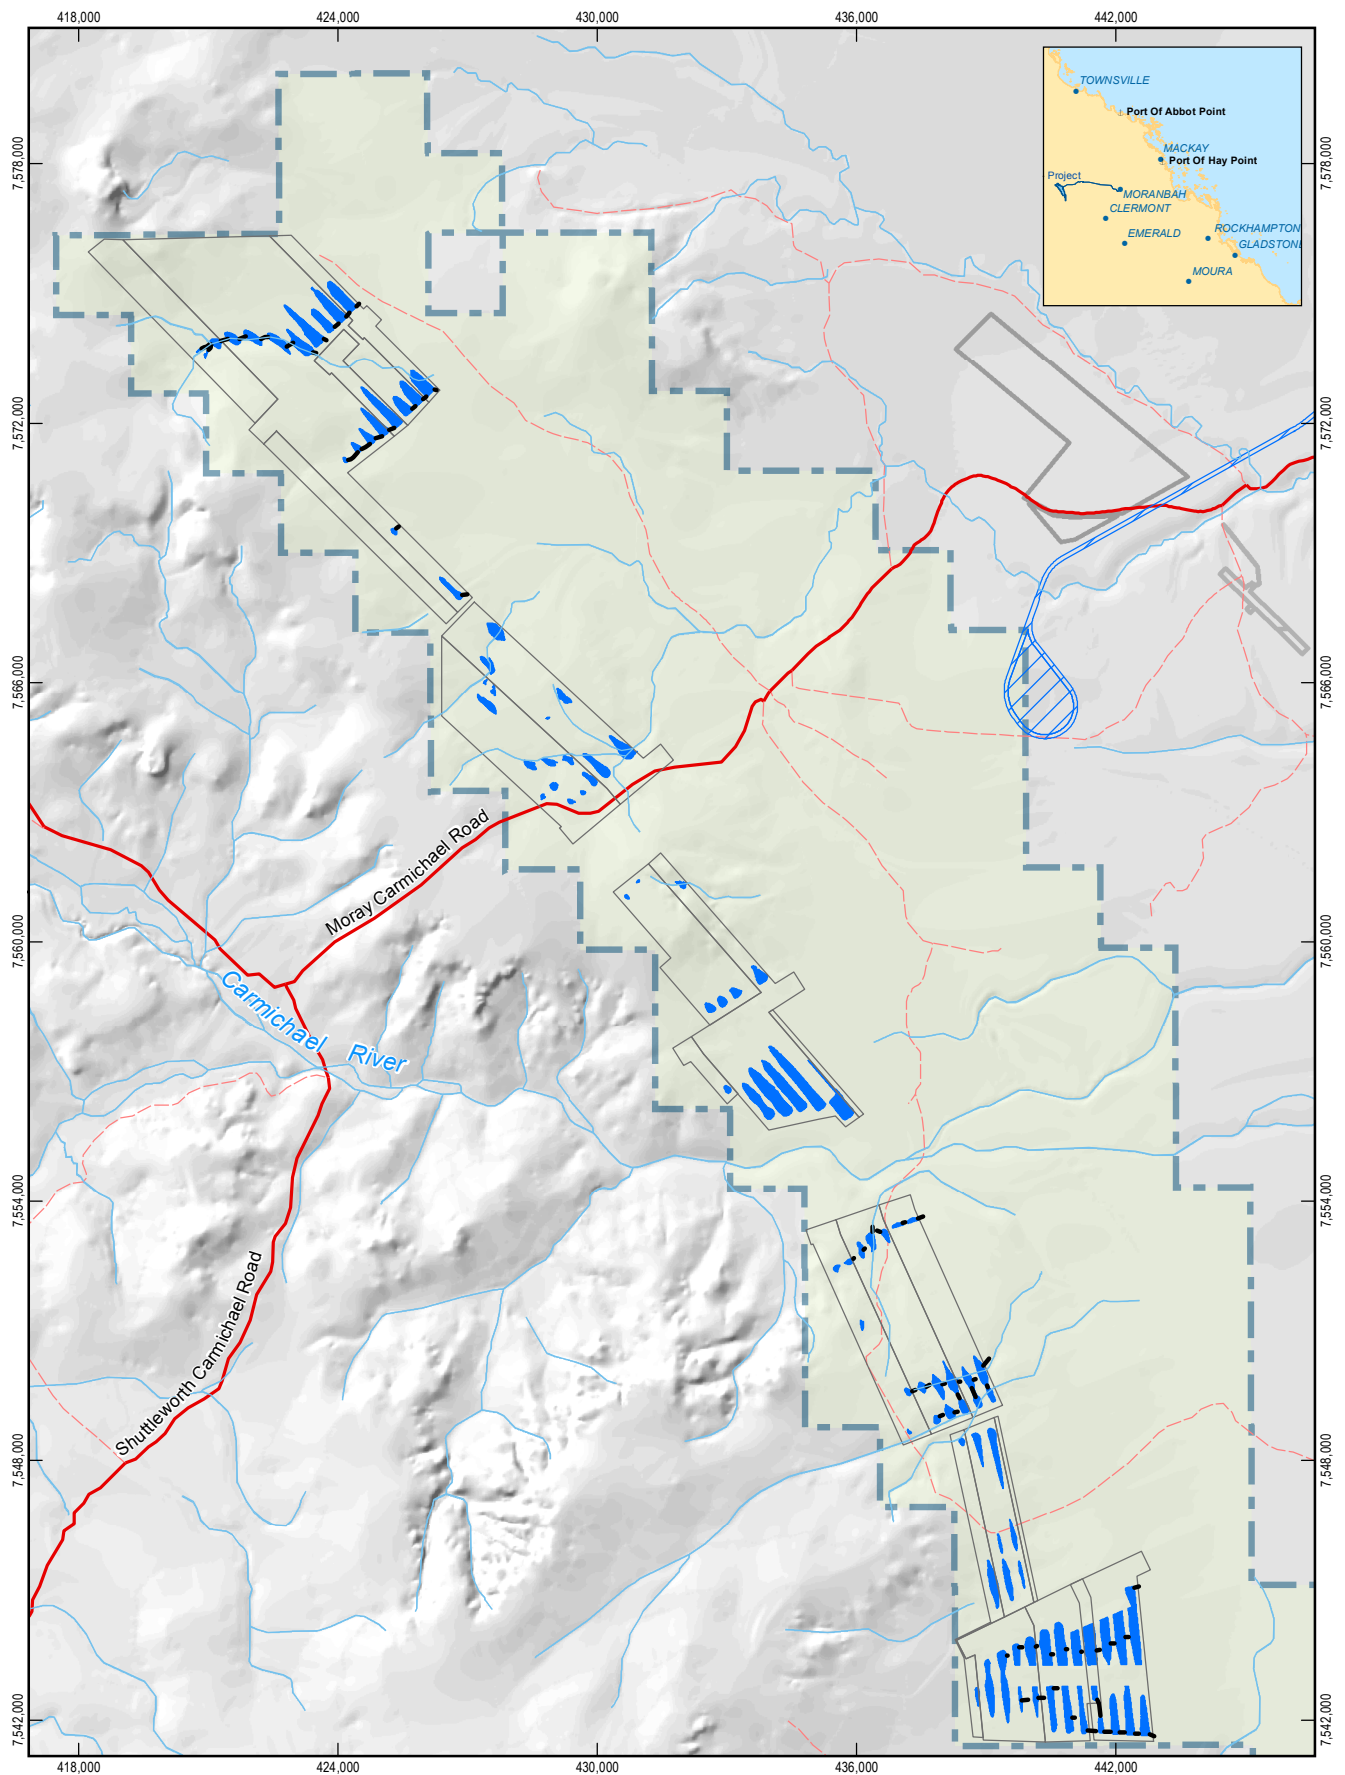 418,000 424,000 430,000 436,000 442,000
TOWNSVILLE
Port Of Abbot Point
MACKAY
Port Of Hay Point
Project
MORANBAH
CLERMONT
ROCKHAMPTON
EMERALD
GLADSTONE
MOURA
7,578,000 7,578,000
7,572,000 7,572,000
7,566,000 7,566,000
Moray Carmichael Road
7,560,000 7,560,000
Carmichael River
7,554,000 7,554,000
Shuttleworth Carmichael Road
7,548,000 7,548,000
7,542,000 7,542,000
418,000 424,000 430,000 436,000 442,000